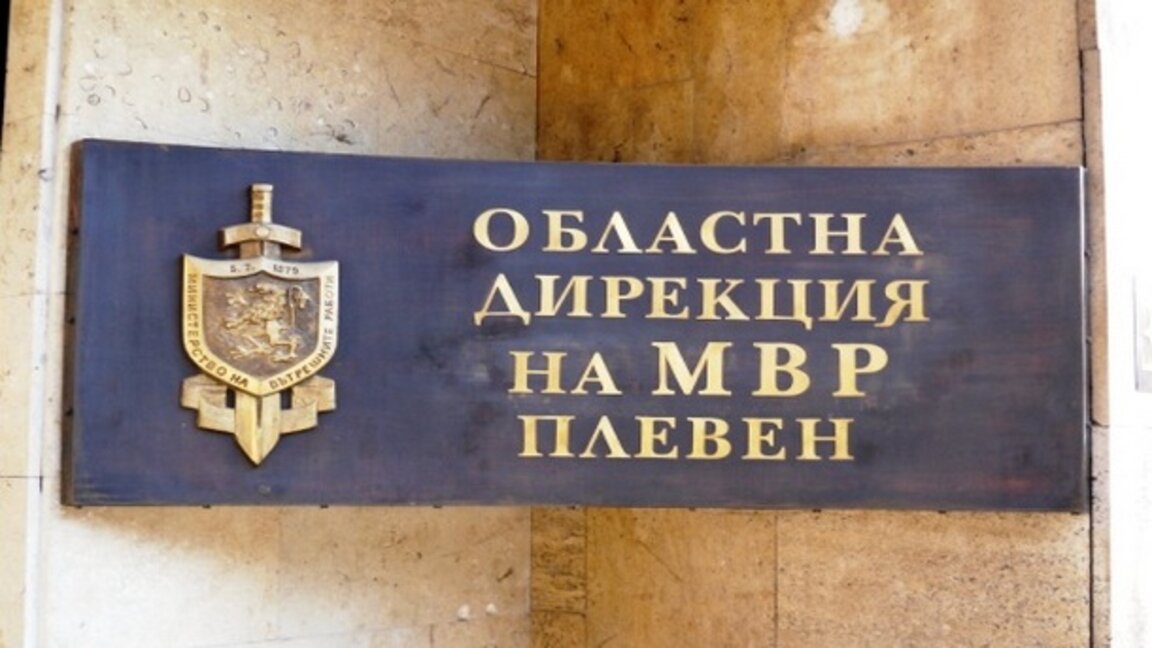 ОБЛАСТНА
ДИРЕКЦИЯ
НА МВР
ПЛЕВЕН
5. 7. 1879
МИНИСТЕРСТВО НА ВЪТРЕШНИТЕ РАБОТИ